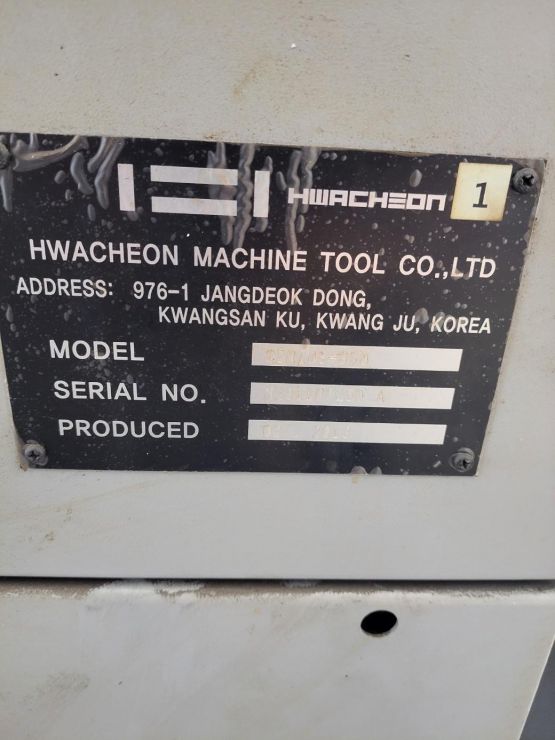 HWACHEON 1
HWACHEON MACHINE TOOL CO.,LTD
ADDRESS: 976-1 JANGDEOK DONG,
KWANGSAN KU, KWANG JU, KOREA
MODEL
SERIAL NO.
PRODUCED